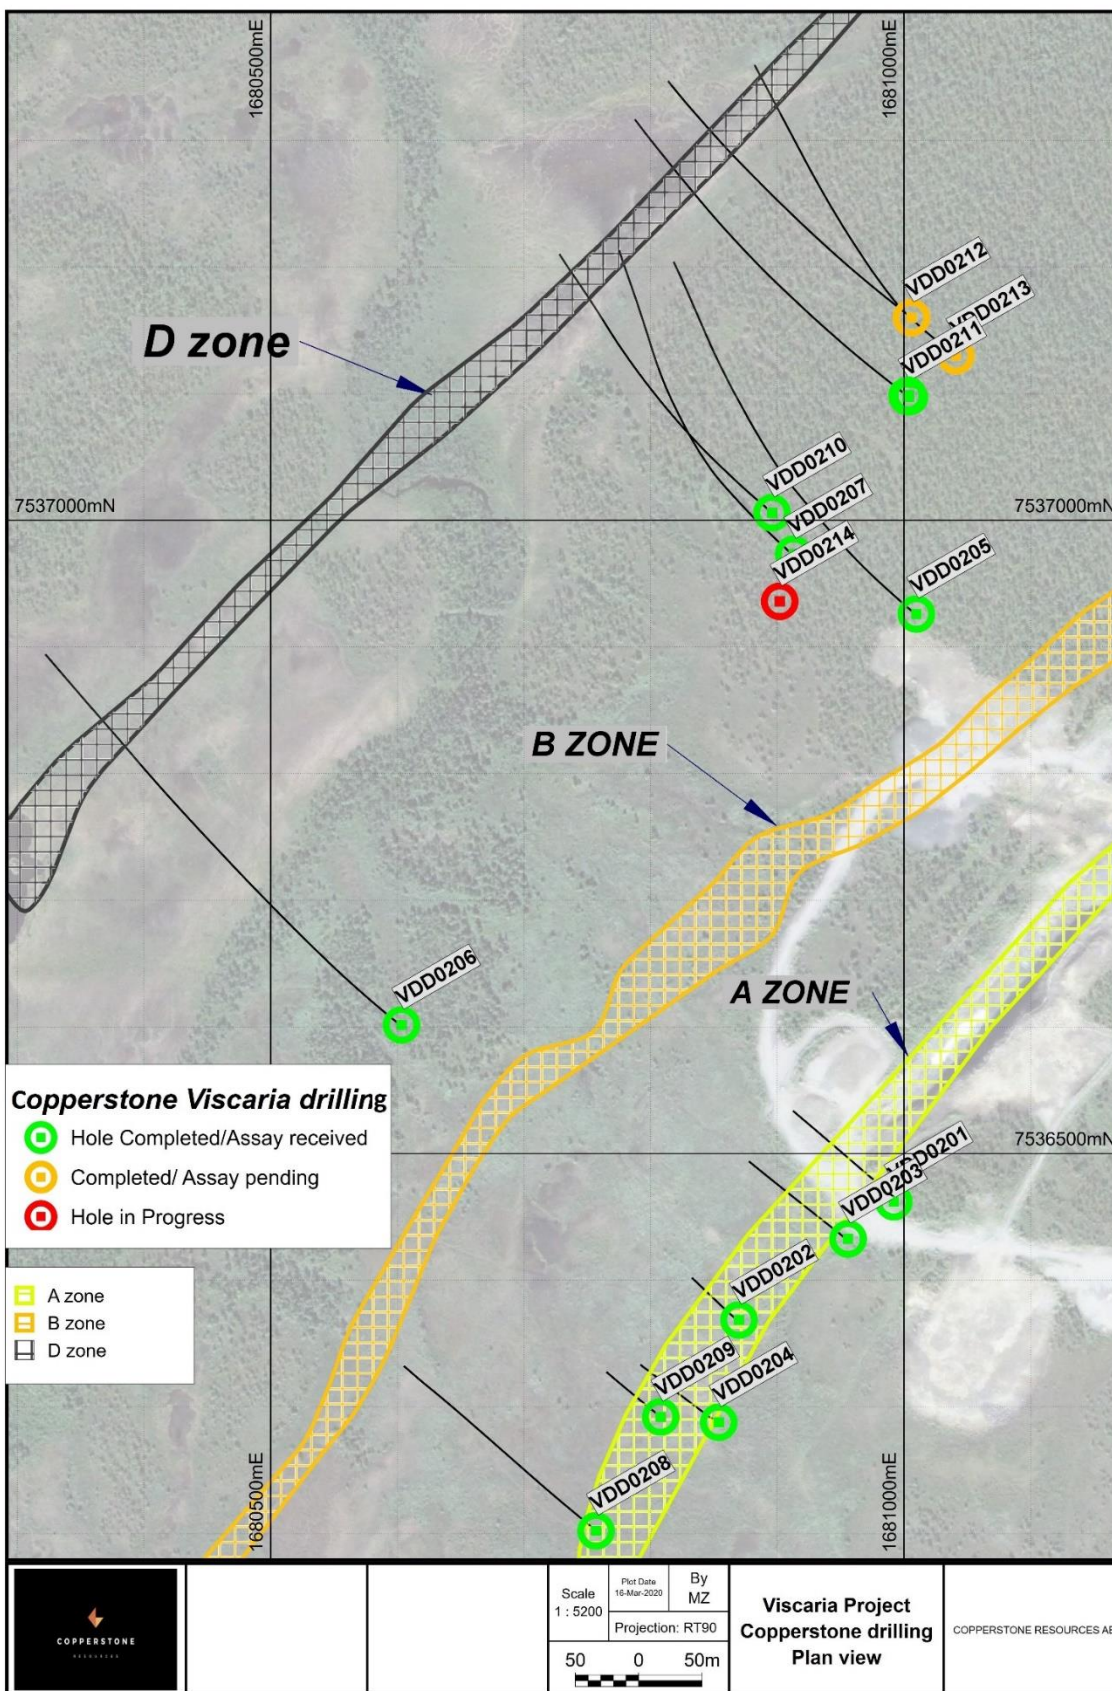 1680500mE
1681000mE
VDD0212
VDD0213
VDD0211
D zone
VDD0210
7537000mN
7537000mN
VDD0207
VDD0214
VDD0205
B ZONE
VDD0206
A ZONE
Copperstone Viscaria drilling
Hole Completed/Assay received
Completed/ Assay pending
Hole in Progress
7536500mN
VDD0201
VDD0203
VDD0202
A zone
B zone
D zone
VDD0209
VDD0204
VDD0208
1680500mE
1681000mE
COPPERSTONE
RESOURCES
Scale
1 : 5200
Plot Date
16-Mar-2020
By
MZ
Projection: RT90
50 0 50m
Viscaria Project
Copperstone drilling
Plan view
COPPERSTONE RESOURCES AB